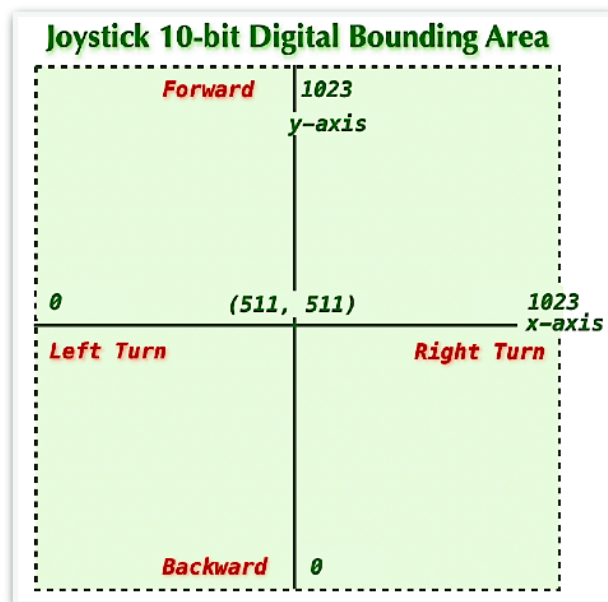 Joystick 10-bit Digital Bounding Area
Forward 1023
y-axis
0 (511, 511) 1023
x-axis
Left Turn Right Turn
Backward 0